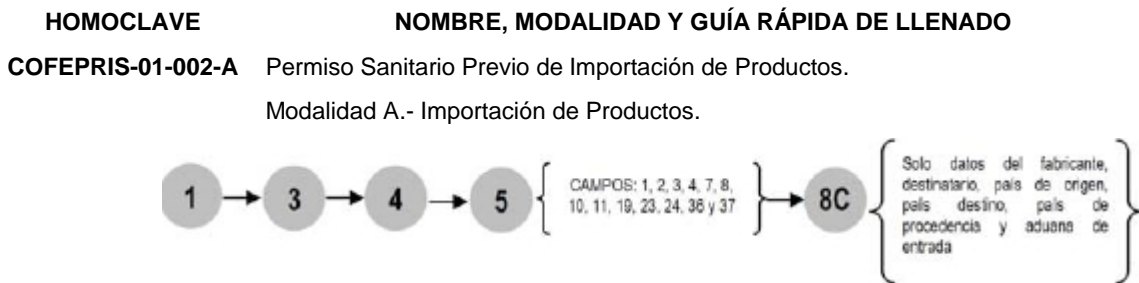 HOMOCLAVE NOMBRE, MODALIDAD Y GUÍA RÁPIDA DE LLENADO
COFEPRIS-01-002-A Permiso Sanitario Previo de Importación de Productos.
Modalidad A.- Importación de Productos.
1 3 4 5
CAMPOS: 1, 2, 3, 4, 7, 8,
10, 11, 19, 23, 24, 36 y 37
8C
Solo datos del fabricante,
destinatario, país de origen,
país destino, país de
procedencia y aduana de
entrada